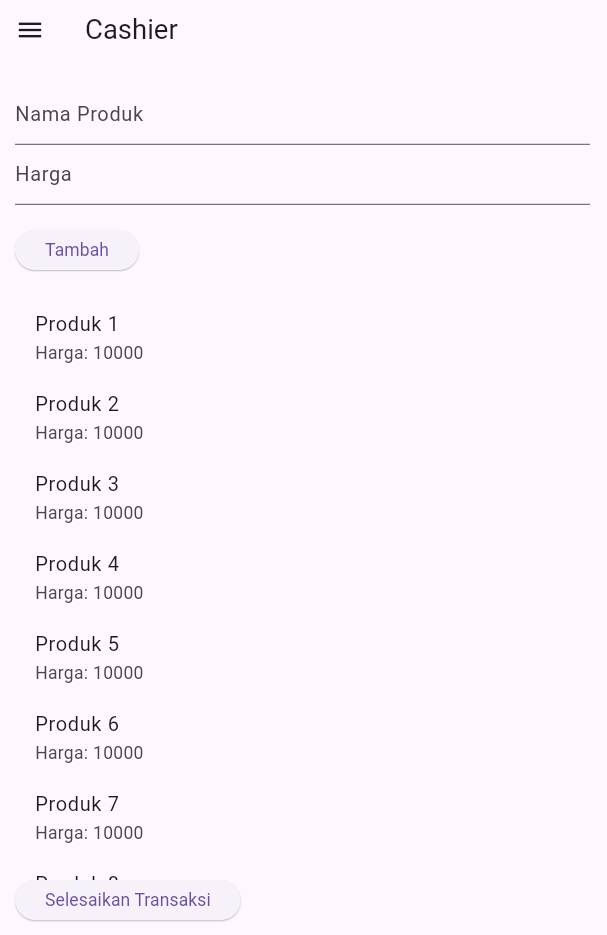 Cashier
Nama Produk
Harga
Tambah
Produk 1
Harga: 10000
Produk 2
Harga: 10000
Produk 3
Harga: 10000
Produk 4
Harga: 10000
Produk 5
Harga: 10000
Produk 6
Harga: 10000
Produk 7
Harga: 10000
Selesaikan Transaksi